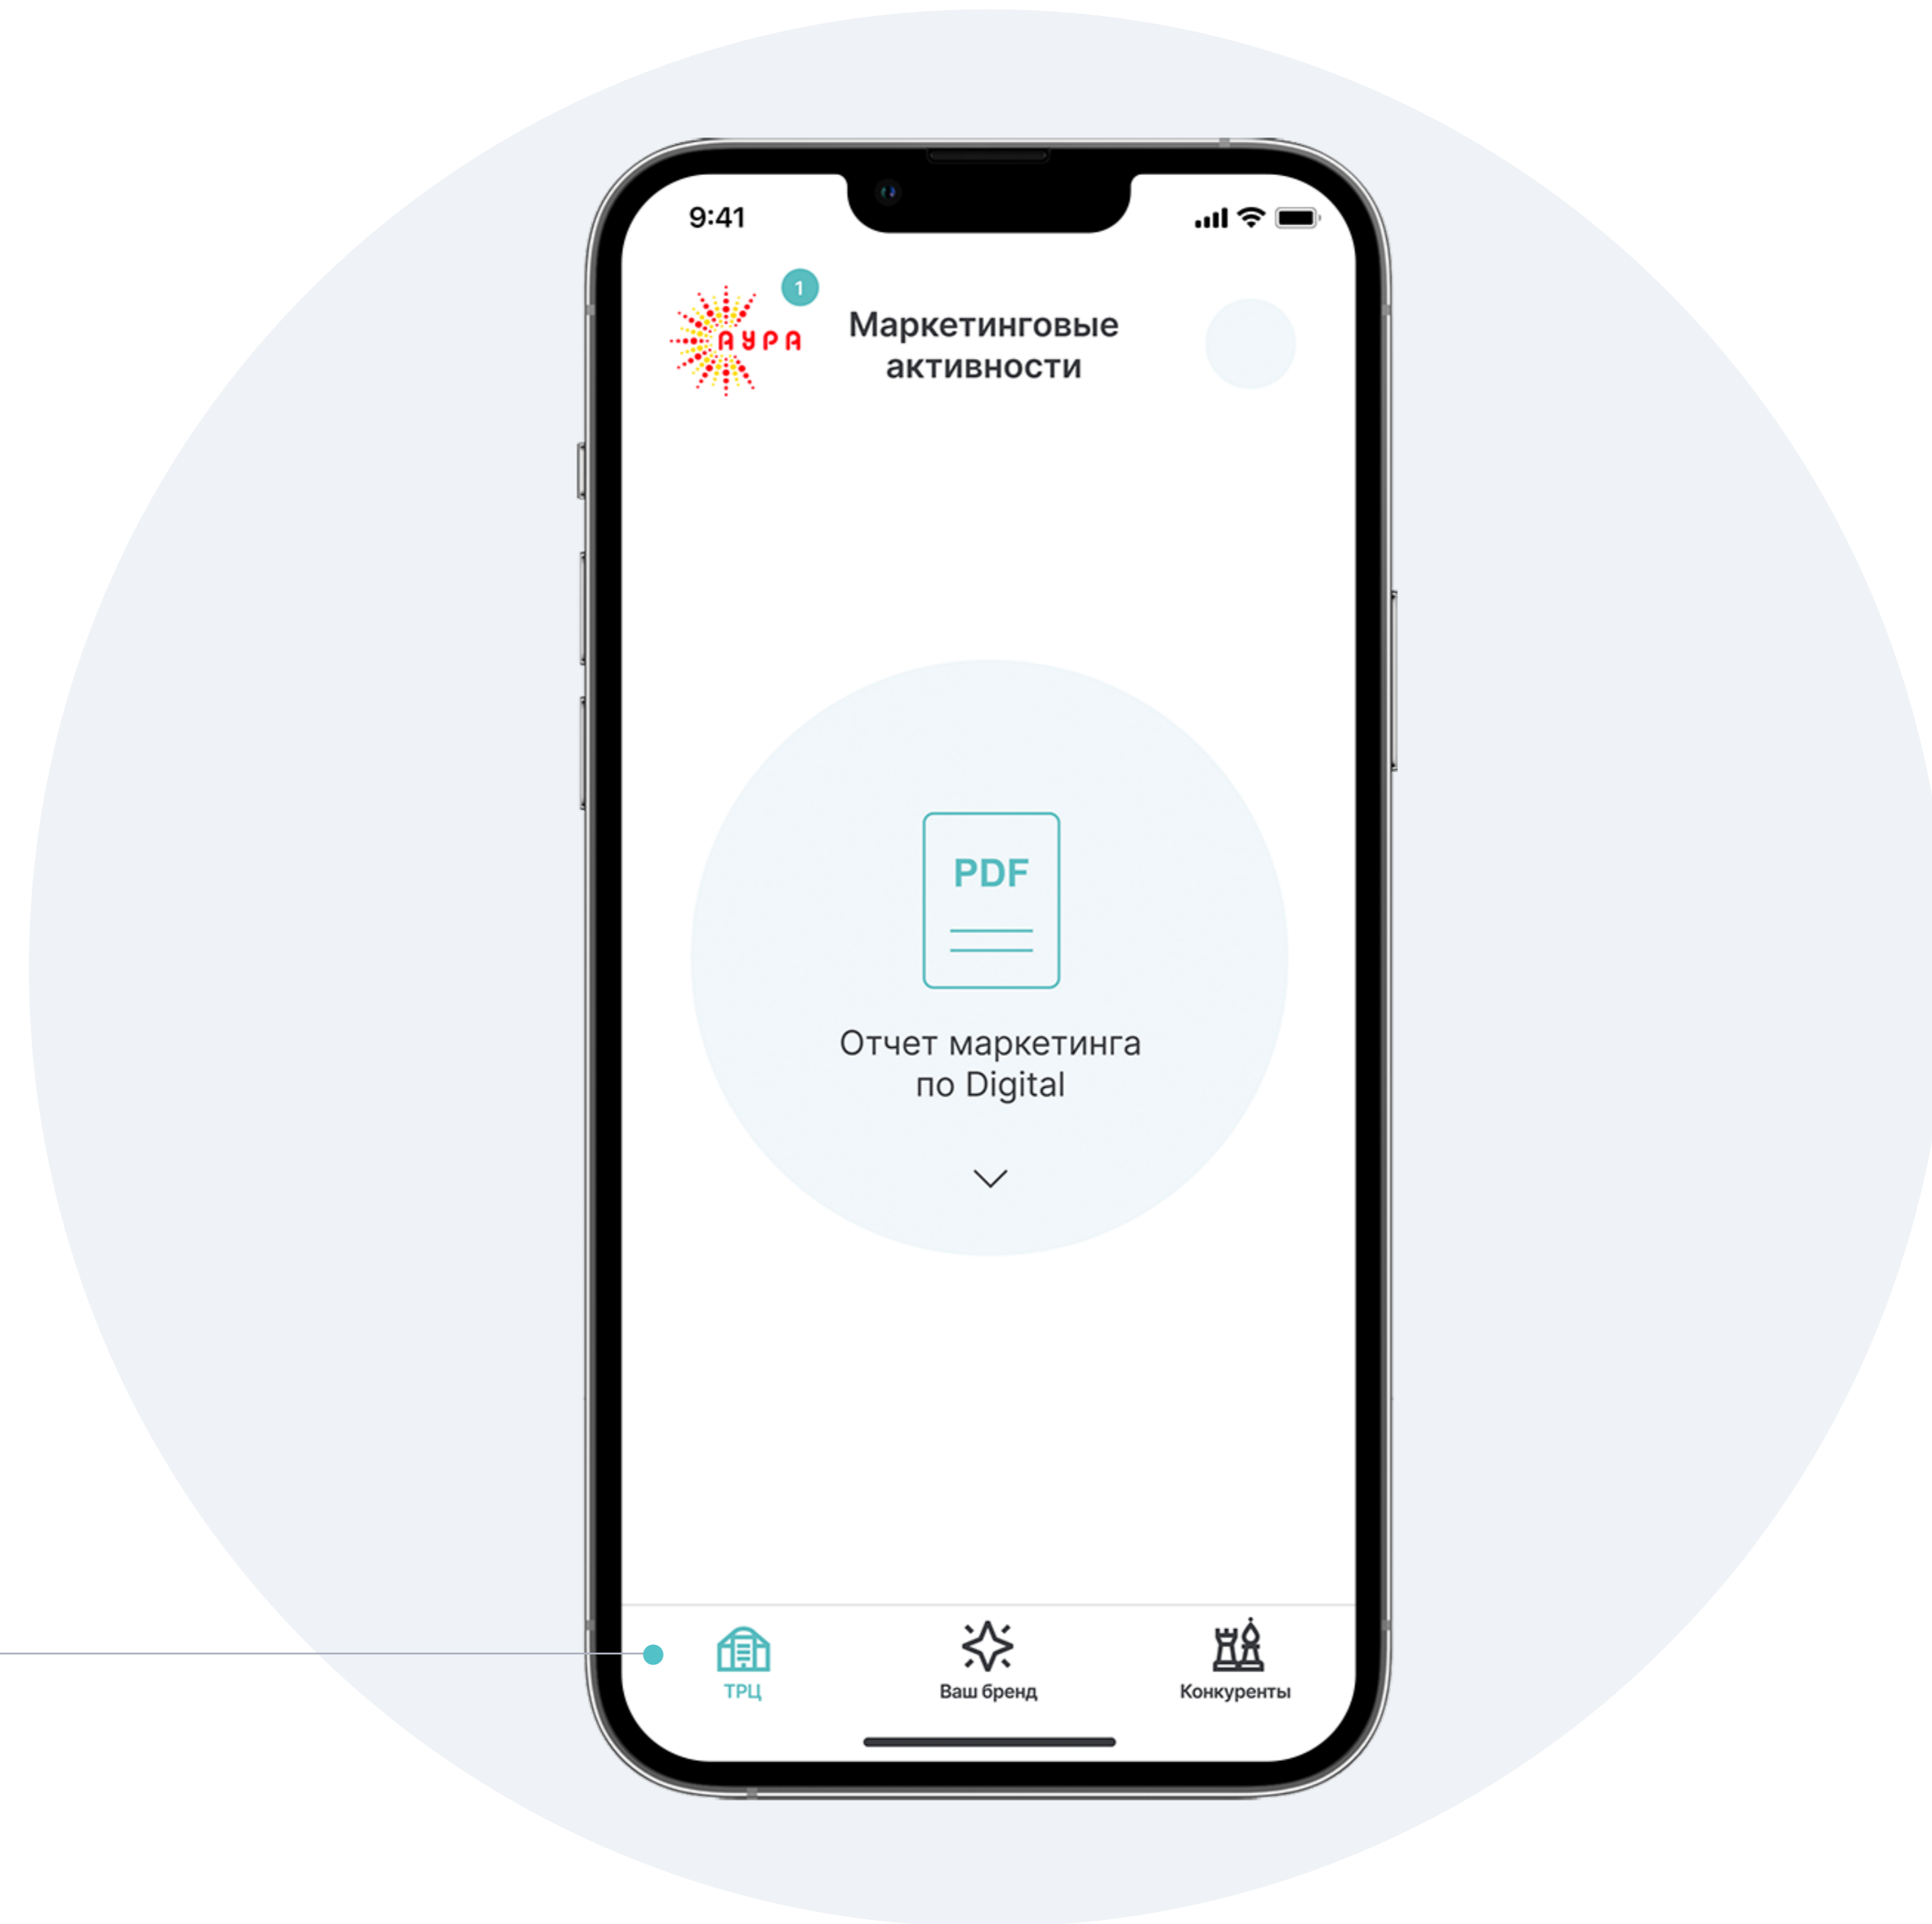 9:41
1
АУРА
Маркетинговые
активности
PDF
Отчет маркетинга
по Digital
ТРЦ
Ваш бренд
Конкуренты